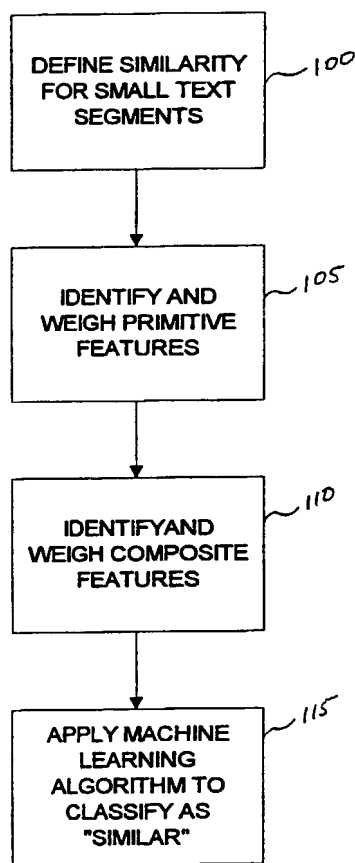 DEFINE SIMILARITY
FOR SMALL TEXT
SEGMENTS
100
IDENTIFY AND
WEIGH PRIMITIVE
FEATURES
105
IDENTIFYAND
WEIGH COMPOSITE
FEATURES
110
APPLY MACHINE
LEARNING
ALGORITHM TO
CLASSIFY AS
"SIMILAR"
115